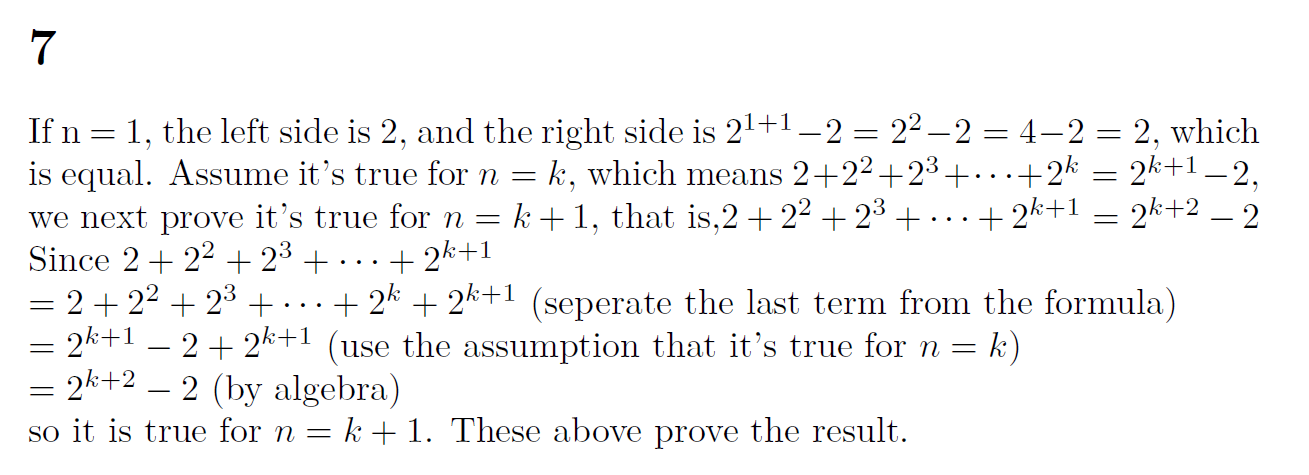 7
If n = 1, the left side is 2, and the right side is 2^{1+1} − 2 = 2^2 − 2 = 4 − 2 = 2, which
is equal. Assume it's true for n = k, which means 2 + 2^2 + 2^3 + ⋯ + 2^k = 2^{k+1} − 2,
we next prove it's true for n = k + 1, that is,2 + 2^2 + 2^3 + ⋯ + 2^{k+1} = 2^{k+2} − 2
Since 2 + 2^2 + 2^3 + ⋯ + 2^{k+1}
= 2 + 2^2 + 2^3 + ⋯ + 2^k + 2^{k+1} (seperate the last term from the formula)
= 2^{k+1} − 2 + 2^{k+1} (use the assumption that it's true for n = k)
= 2^{k+2} − 2 (by algebra)
so it is true for n = k + 1. These above prove the result.